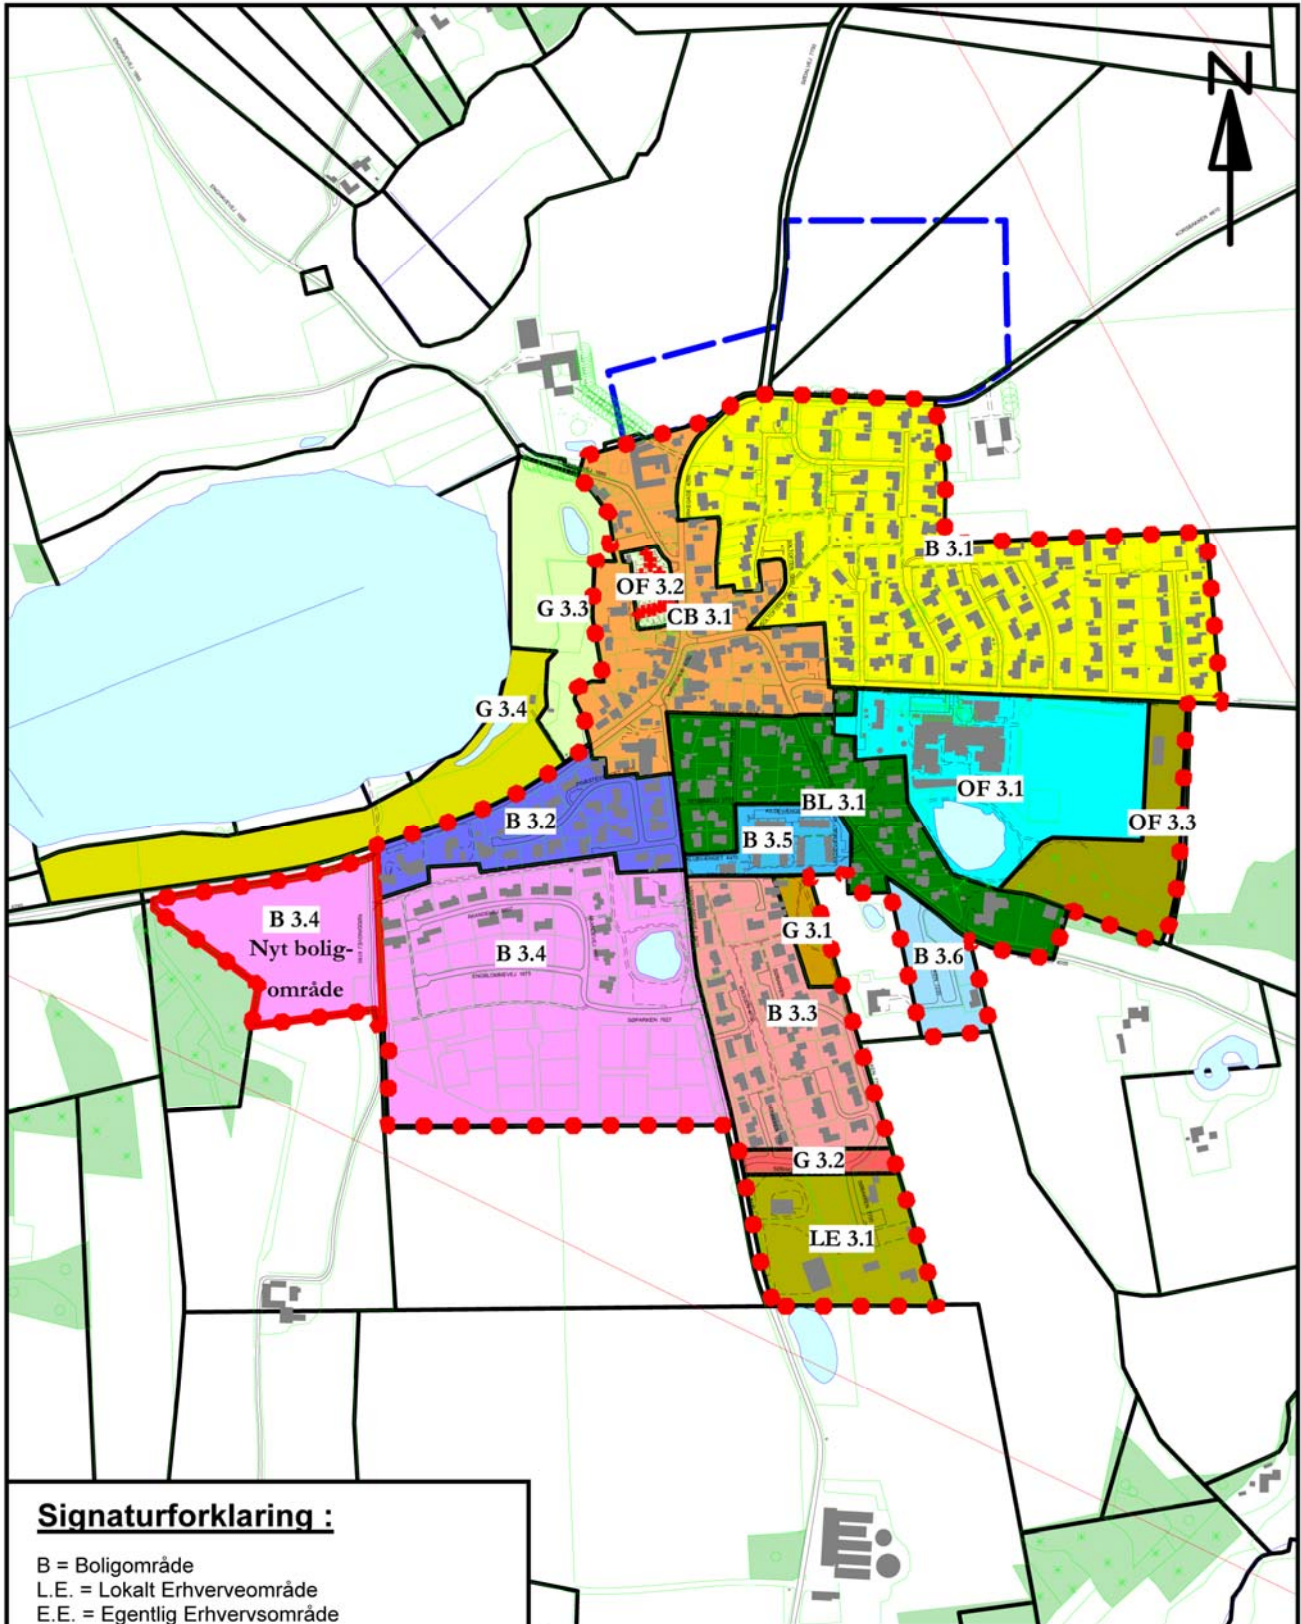 N
B 3.1
OF 3.2
G 3.3
CB 3.1
G 3.4
OF 3.1
BL 3.1
B 3.2
B 3.5
OF 3.3
B 3.4
Nyt bolig-
område
B 3.4
G 3.1
B 3.6
B 3.3
G 3.2
LE 3.1
Signaturforklaring :
B = Boligområde
L.E. = Lokalt Erhverveområde
E.E. = Egentlig Erhvervsområde